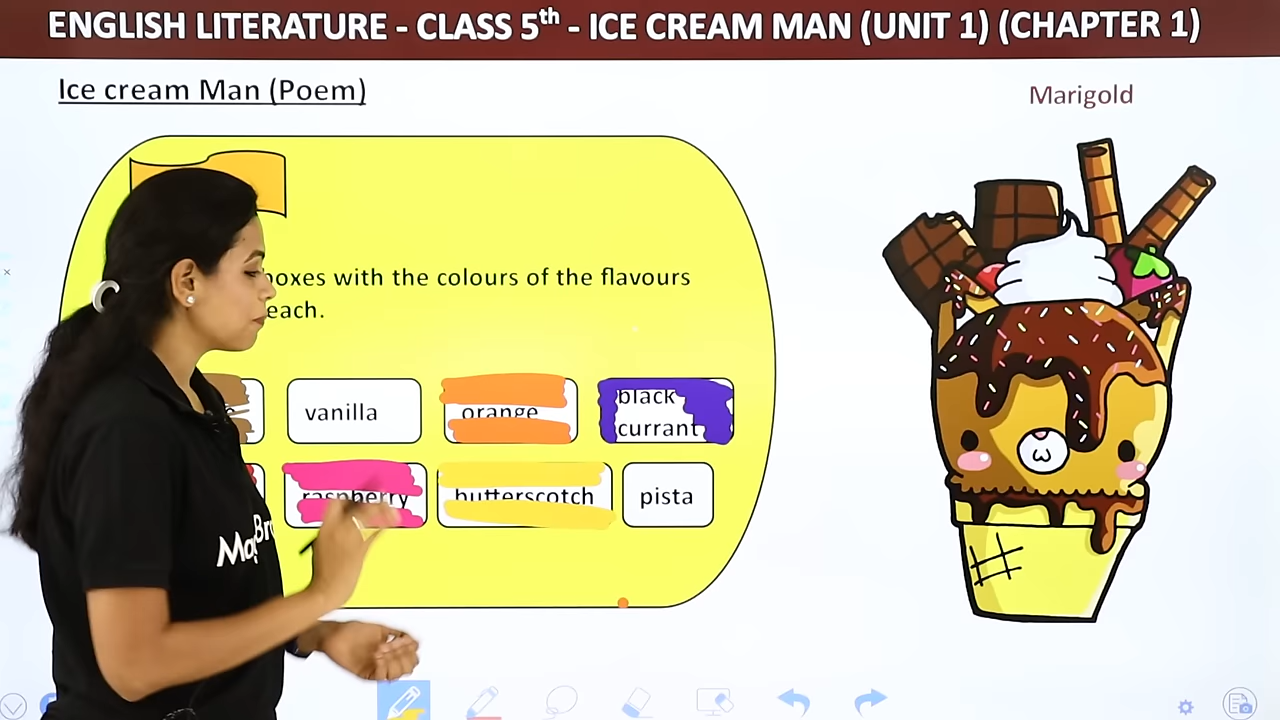 ENGLISH LITERATURE - CLASS 5th - ICE CREAM MAN (UNIT 1) (CHAPTER 1)
Ice cream Man (Poem)
Marigold
boxes with the colours of the flavours
each.
vanilla
orange
black
currant
raspberry
butterscotch
pista